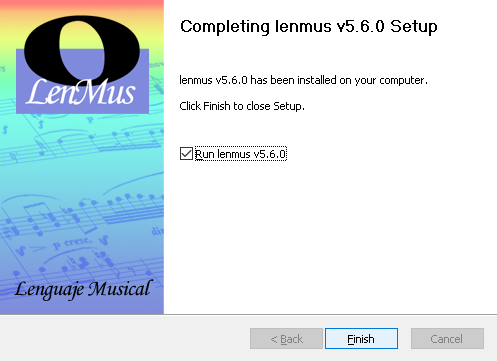 Completing lenmus v5.6.0 Setup
LenMus
lenmus v5.6.0 has been installed on your computer.
Click Finish to close Setup.
Run lenmus v5.6.0
p cresc.
Lenguaje Musical
< Back
Finish
Cancel